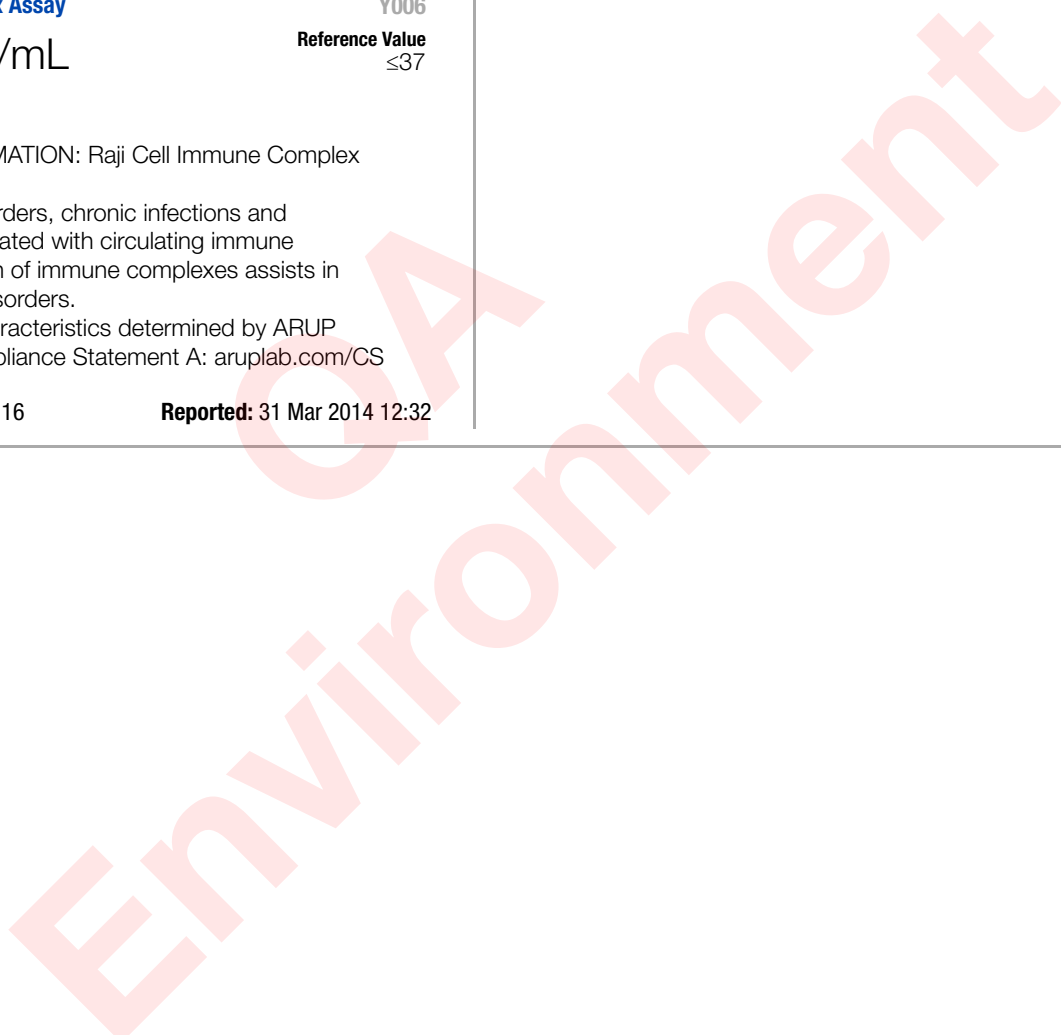 x Assay
Y006
Reference Value
/mL
≤37
MATION: Raji Cell Immune Complex
rders, chronic infections and
ated with circulating immune
n of immune complexes assists in
sorders.
aracteristics determined by ARUP
pliance Statement A: aruplab.com/CS
16 Reported: 31 Mar 2014 12:32
QA
Environment